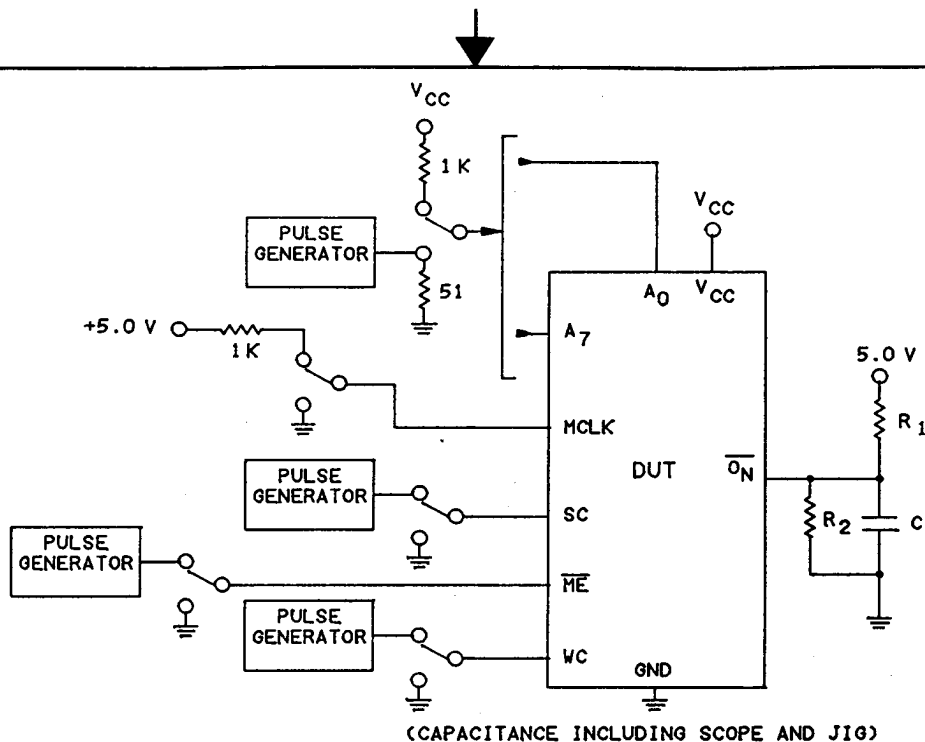 VCC
1 K
PULSE
GENERATOR
51
VCC
A0
VCC
A7
+5.0 V
1K
5.0 V
R1
MCLK
DUT
ON
R2
C
PULSE
GENERATOR
SC
PULSE
GENERATOR
ME
PULSE
GENERATOR
WC
GND
(CAPACITANCE INCLUDING SCOPE AND JIG)